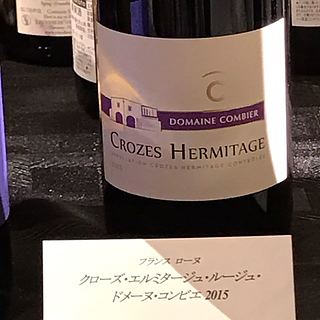 DOMAINE COMBIER
CROZES HERMITAGE
APPELLATION CROZES HERMITAGE CONTRÔLÉE
2015
フランス ローヌ
クローズ・エルミタージュ・ルージュ・
ドメーヌ・コンビエ 2015